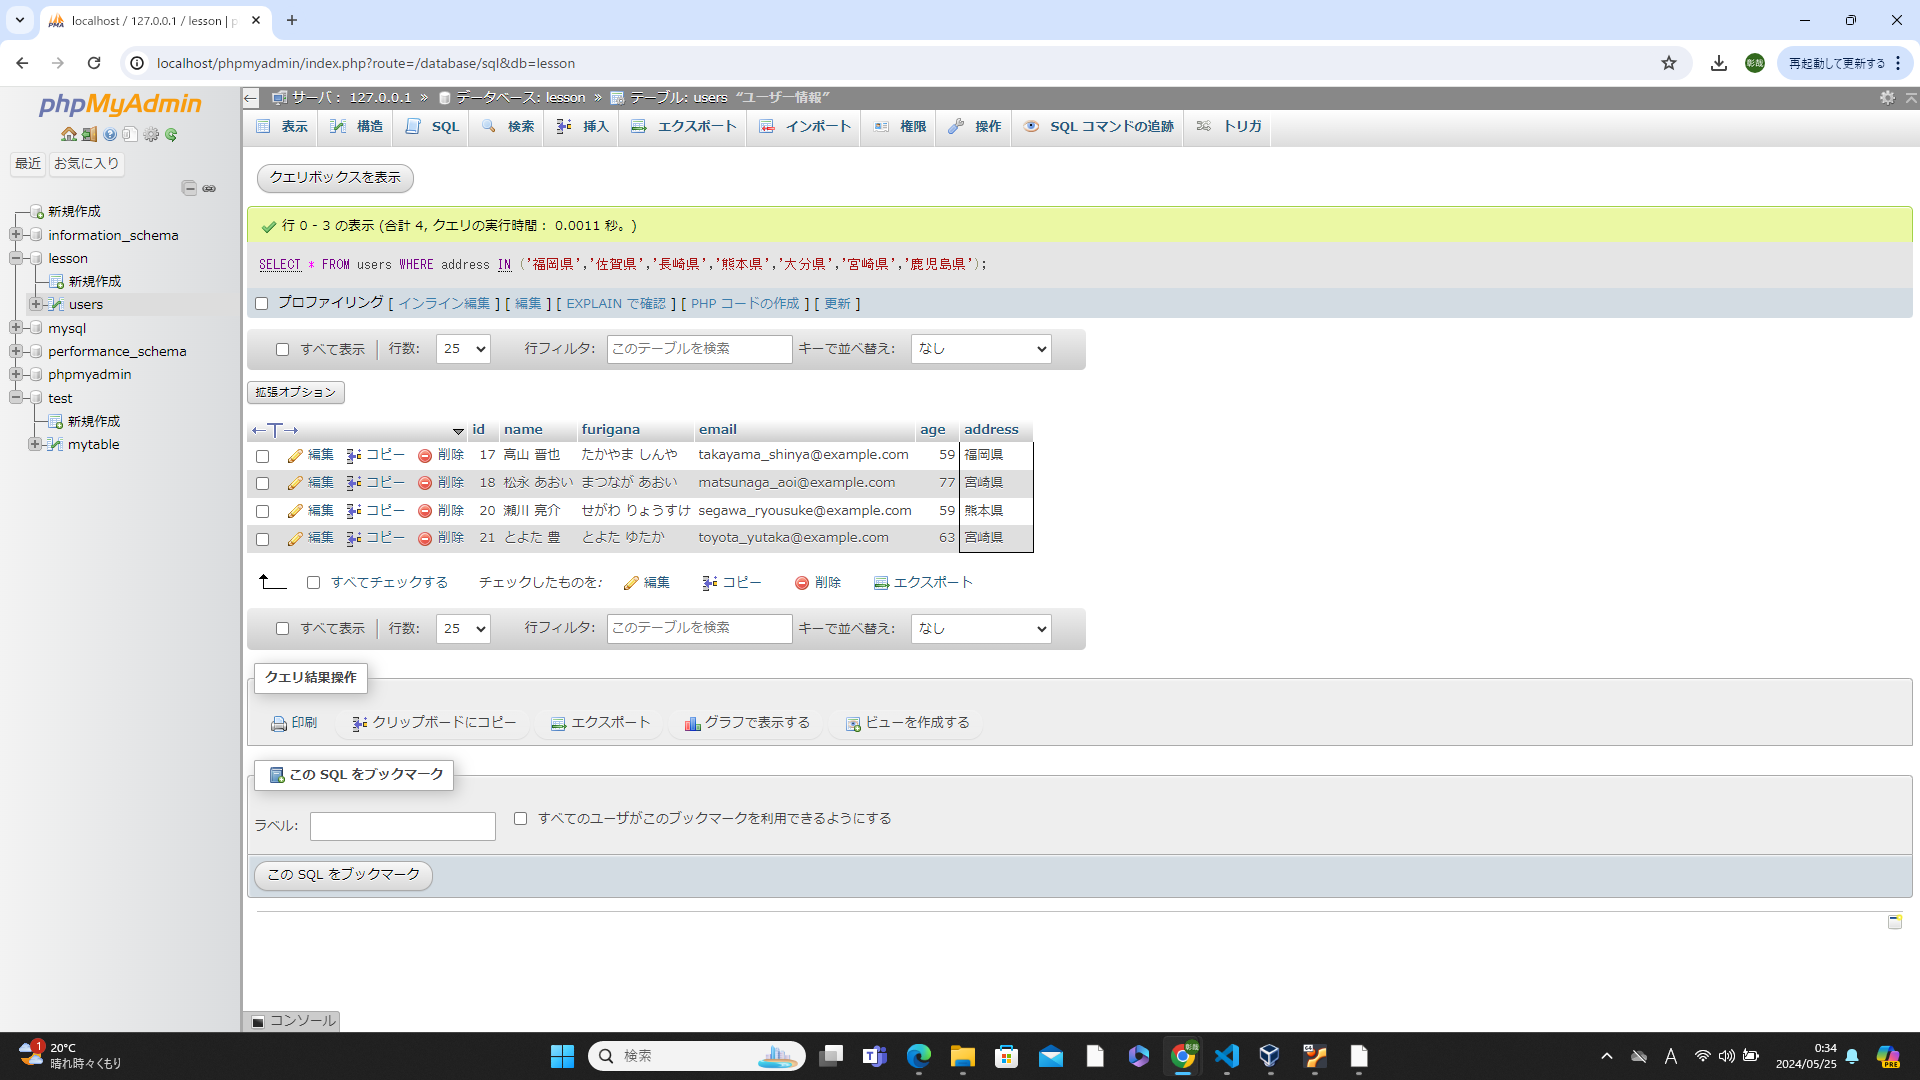 localhost / 127.0.0.1 / lesson | p
localhost/phpmyadmin/index.php?route=/database/sql&db=lesson
彰哉
再起動して更新する
phpMyAdmin
最近
お気に入り
新規作成
information_schema
lesson
新規作成
users
mysql
performance_schema
phpmyadmin
test
新規作成
mytable
サーバ: 127.0.0.1 » データベース: lesson » テーブル: users "ユーザー情報"
表示 構造 SQL 検索 挿入 エクスポート インポート 権限 操作 SQL コマンドの追跡 トリガ
クエリボックスを表示
行 0 - 3 の表示 (合計 4, クエリの実行時間: 0.0011 秒。)
SELECT * FROM users WHERE address IN ('福岡県','佐賀県','長崎県','熊本県','大分県','宮崎県','鹿児島県');
プロファイリング [ インライン編集 ] [ 編集 ] [ EXPLAIN で確認 ] [ PHP コードの作成 ] [ 更新 ]
すべて表示 行数: 25 行フィルタ: このテーブルを検索 キーで並べ替え: なし
拡張オプション
←T→ id name furigana email age address
編集 コピー 削除 17 高山 晋也 たかやま しんや takayama_shinya@example.com 59 福岡県
編集 コピー 削除 18 松永 あおい まつなが あおい matsunaga_aoi@example.com 77 宮崎県
編集 コピー 削除 20 瀬川 亮介 せがわ りょうすけ segawa_ryousuke@example.com 59 熊本県
編集 コピー 削除 21 とよた 豊 とよた ゆたか toyota_yutaka@example.com 63 宮崎県
すべてチェックする チェックしたものを: 編集 コピー 削除 エクスポート
すべて表示 行数: 25 行フィルタ: このテーブルを検索 キーで並べ替え: なし
クエリ結果操作
印刷 クリップボードにコピー エクスポート グラフで表示する ビューを作成する
この SQL をブックマーク
ラベル: すべてのユーザがこのブックマークを利用できるようにする
この SQL をブックマーク
コンソール
1
20°C
晴れ時々くもり
検索
彰哉
A
0:34
2024/05/25
PRE